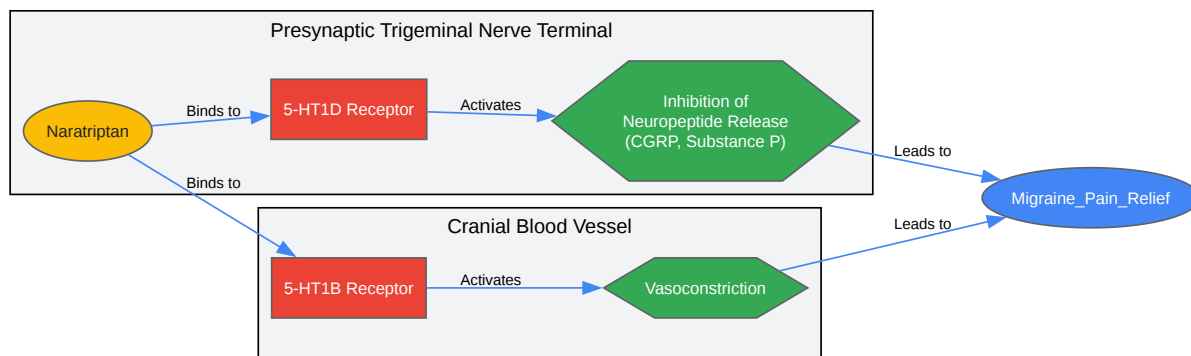 Presynaptic Trigeminal Nerve Terminal
Naratriptan
Binds to
5-HT1D Receptor
Activates
Inhibition of
Neuropeptide Release
(CGRP, Substance P)
Leads to
Migraine_Pain_Relief
Binds to
Cranial Blood Vessel
5-HT1B Receptor
Activates
Vasoconstriction
Leads to